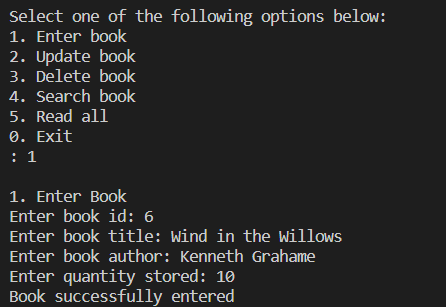 Select one of the following options below:
1. Enter book
2. Update book
3. Delete book
4. Search book
5. Read all
0. Exit
: 1
1. Enter Book
Enter book id: 6
Enter book title: Wind in the Willows
Enter book author: Kenneth Grahame
Enter quantity stored: 10
Book successfully entered